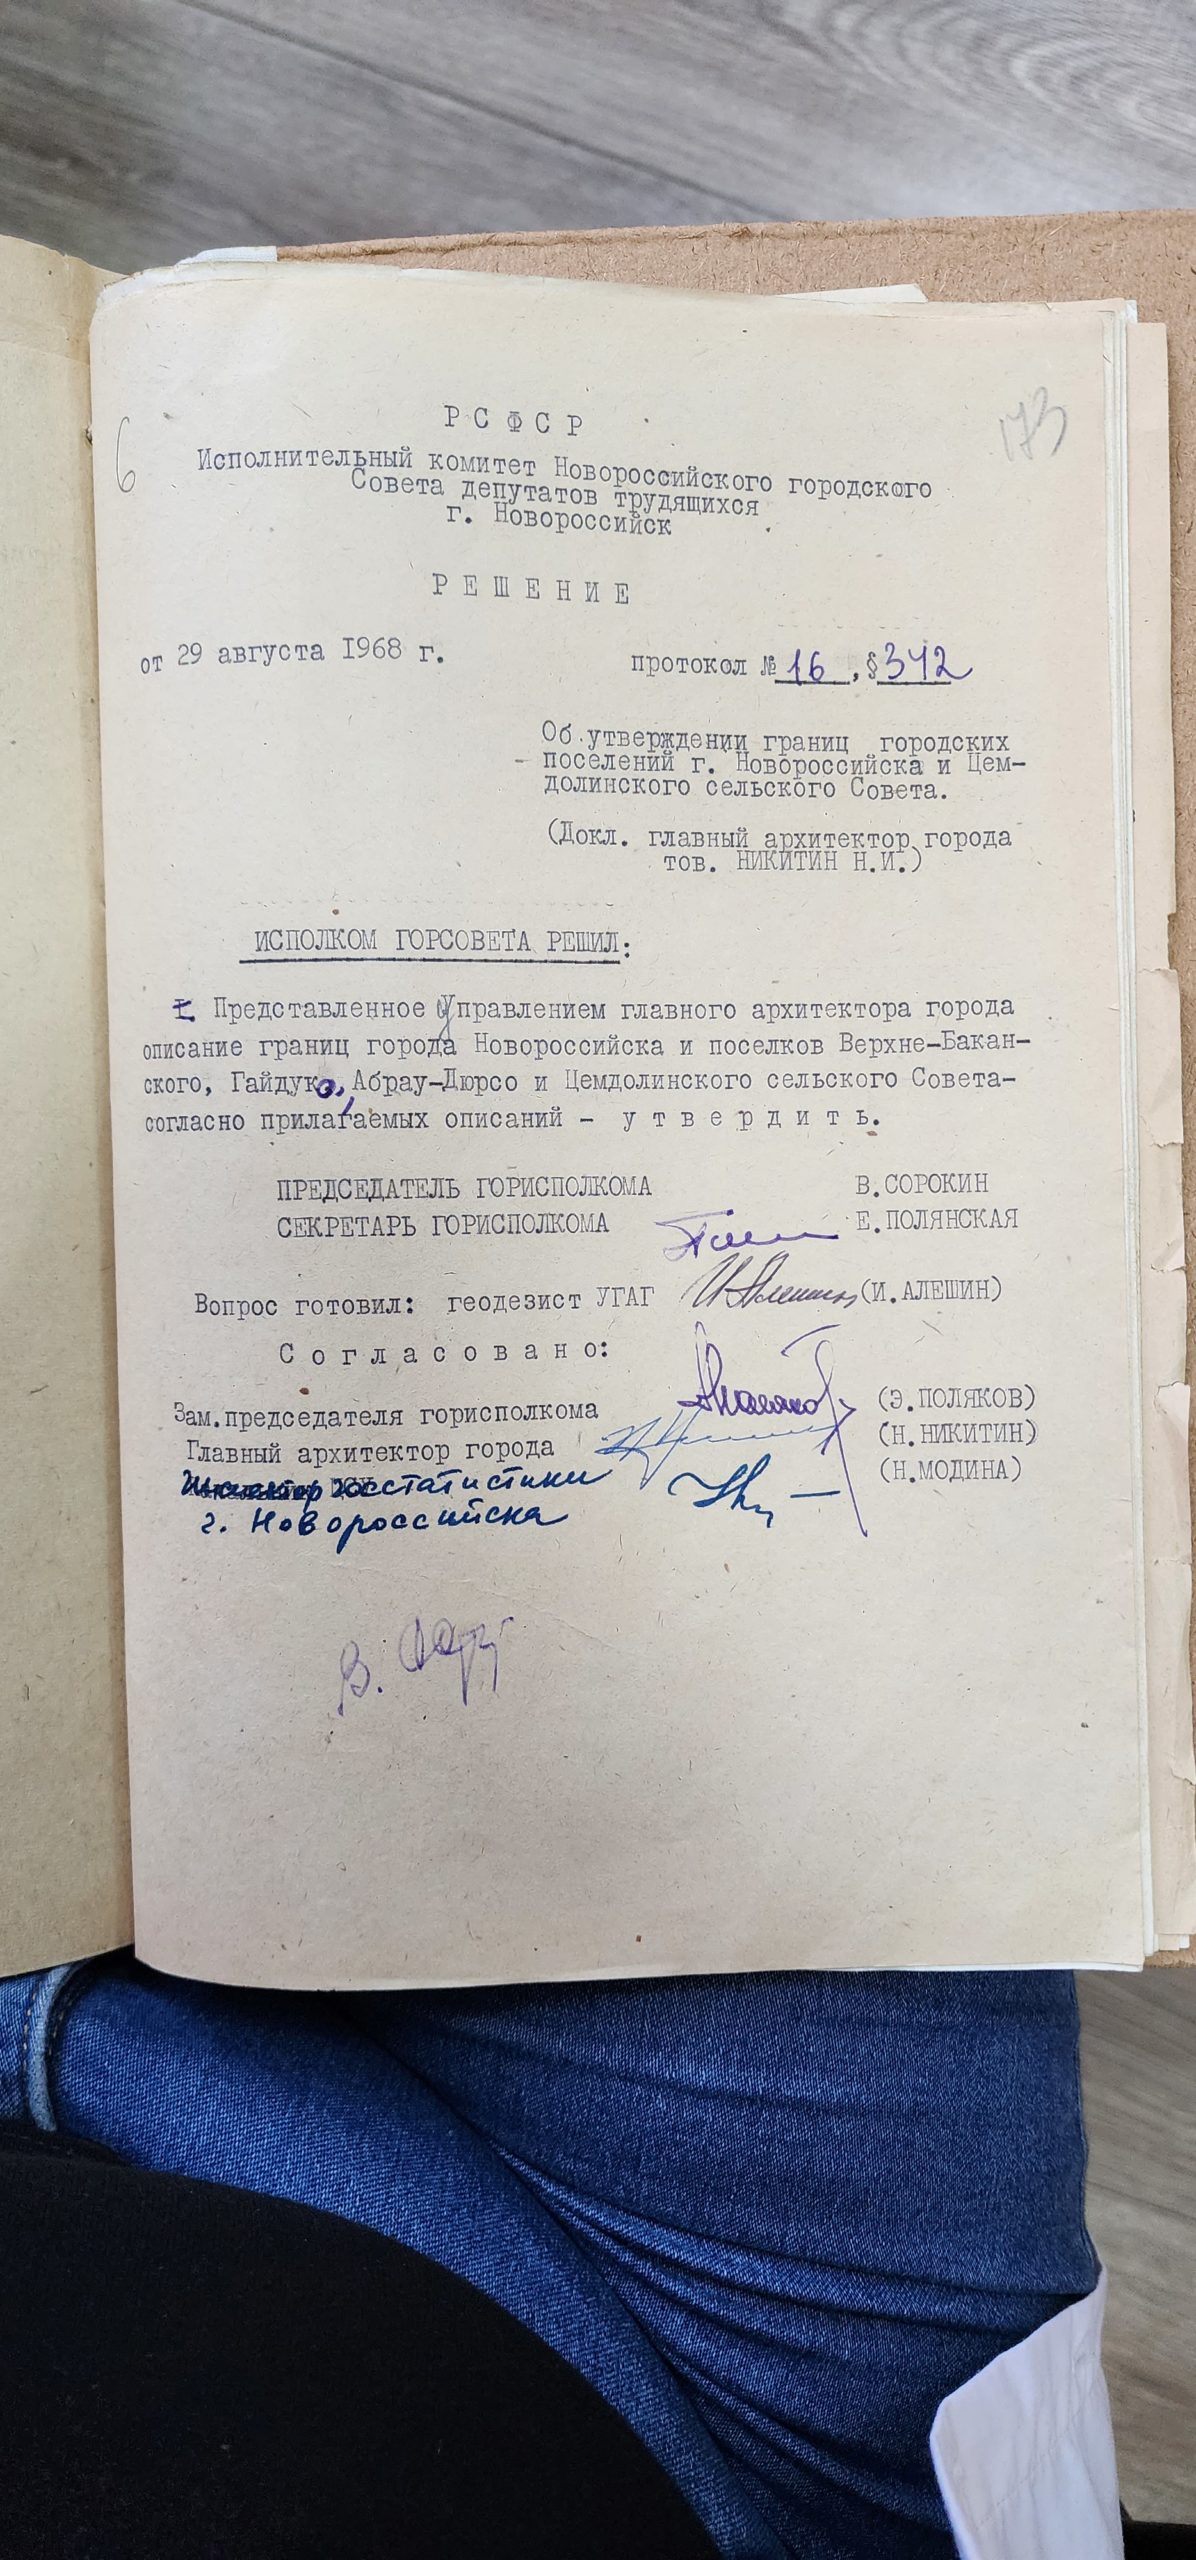 6
173
Р С Ф С Р
Исполнительный комитет Новороссийского городского
Совета депутатов трудящихся
г. Новороссийск
Р Е Ш Е Н И Е
от 29 августа 1968 г.
протокол № 16, § 342
Об утверждении границ городских
поселений г. Новороссийска и Цем-
долинского сельского Совета.
(Докл. главный архитектор города
тов. НИКИТИН Н.И.)
ИСПОЛКОМ ГОРСОВЕТА РЕШИЛ:
Представленное Управлением главного архитектора города
описание границ города Новороссийска и поселков Верхне-Бакан-
ского, Гайдук, Абрау-Дюрсо и Цемдолинского сельского Совета-
согласно прилагаемых описаний - у т в е р д и т ь.
ПРЕДСЕДАТЕЛЬ ГОРИСПОЛКОМА В.СОРОКИН
СЕКРЕТАРЬ ГОРИСПОЛКОМА Е.ПОЛЯНСКАЯ
Вопрос готовил: геодезист УГАГ (И.АЛЕШИН)
С о г л а с о в а н о:
Зам.председателя горисполкома (Э.ПОЛЯКОВ)
Главный архитектор города (Н.НИКИТИН)
Инспектор госстатистики (Н.МОДИНА)
г. Новороссийска